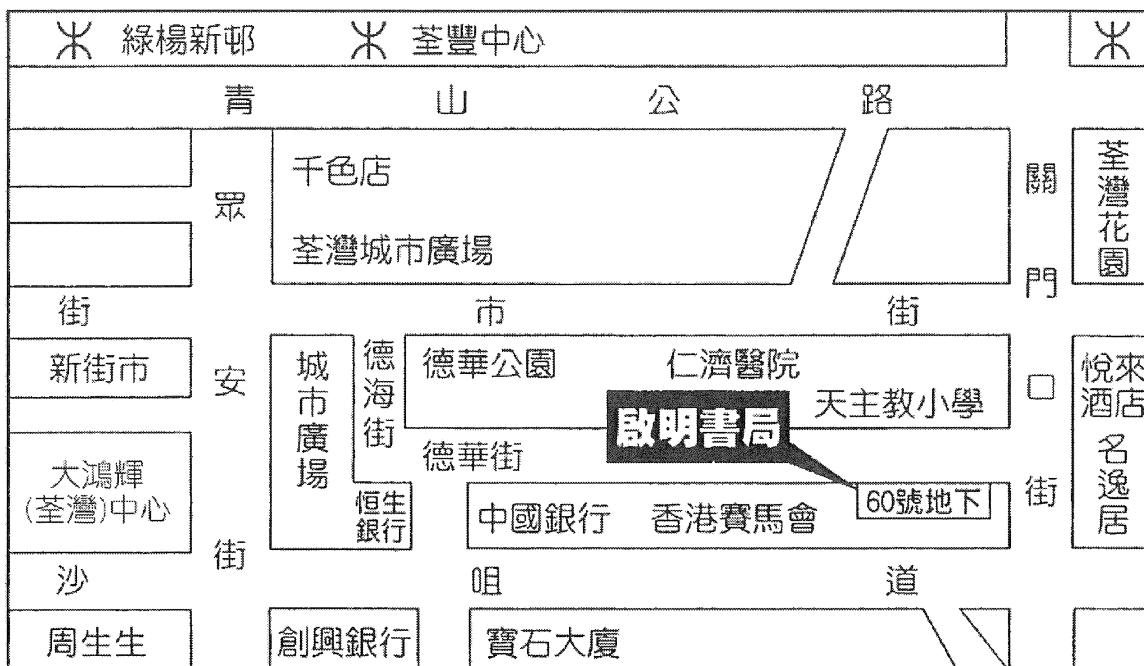 綠楊新邨
荃豐中心
青山公路
千色店
荃灣城市廣場
眾安街
關門口街
荃灣花園
街市街
新街市
城市廣場
德海街
德華公園
仁濟醫院
天主教小學
悅來
酒店
啟明書局
德華街
大鴻輝
(荃灣)中心
恒生
銀行
中國銀行
香港賽馬會
60號地下
名逸居
沙咀道
周生生
創興銀行
寶石大廈